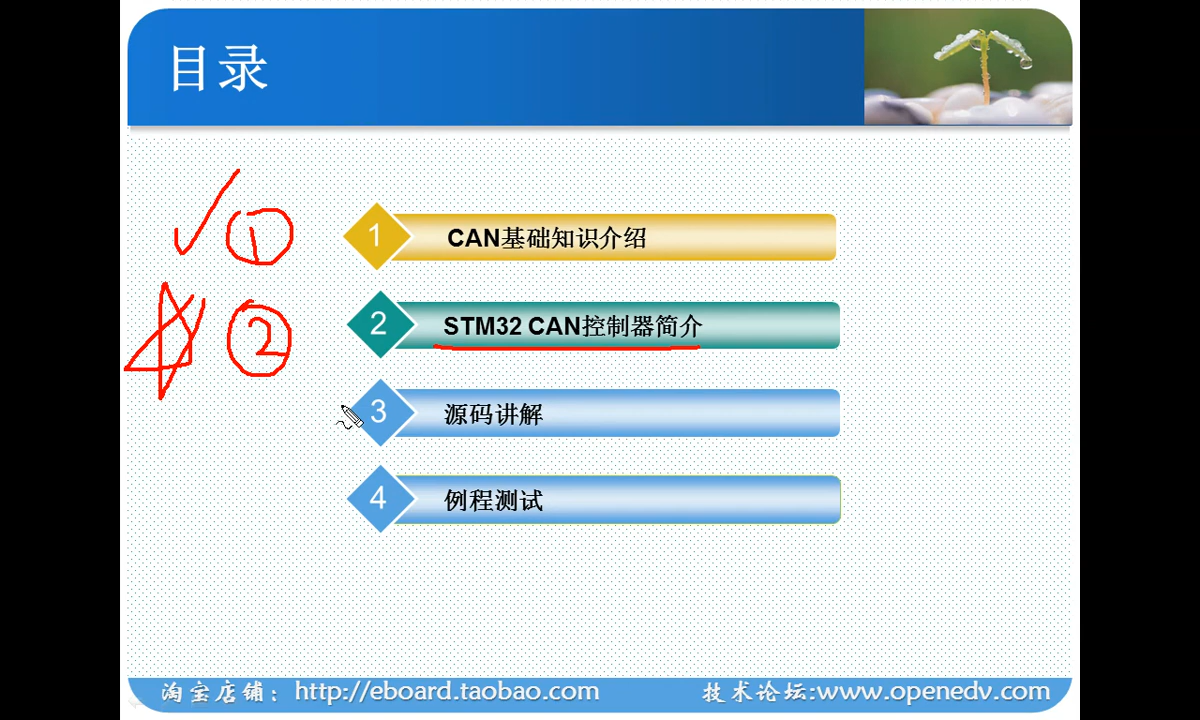 目录
① 1 CAN基础知识介绍
② 2 STM32 CAN控制器简介
3 源码讲解
4 例程测试
淘宝店铺：http://eboard.taobao.com 技术论坛:www.openedv.com